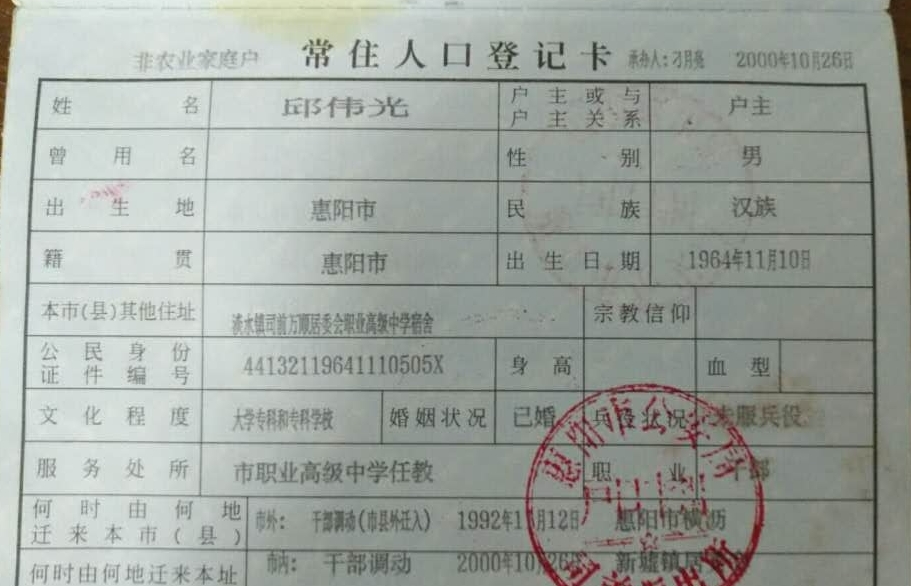 非农业家庭户 常住人口登记卡 承办人:刁月亮 2000年10月26日
姓名 邱伟光 户主或与户主关系 户主
曾用名 性别 男
出生地 惠阳市 民族 汉族
籍贯 惠阳市 出生日期 1964年11月10日
本市(县)其他住址 淡水镇司前万顺居委会职业高级中学宿舍 宗教信仰
公民身份证件编号 44132119641110505X 身高 血型
文化程度 大学专科和专科学校 婚姻状况 已婚 兵役状况 未服兵役
服务处所 市职业高级中学任教 职业 干部
何时由何地迁来本市(县) 市外: 干部调动(市县外迁入) 1992年 月12日 惠阳市横沥
何时由何地迁来本址 市内: 干部调动 2000年10月26日 新墟镇居
惠阳市公安局